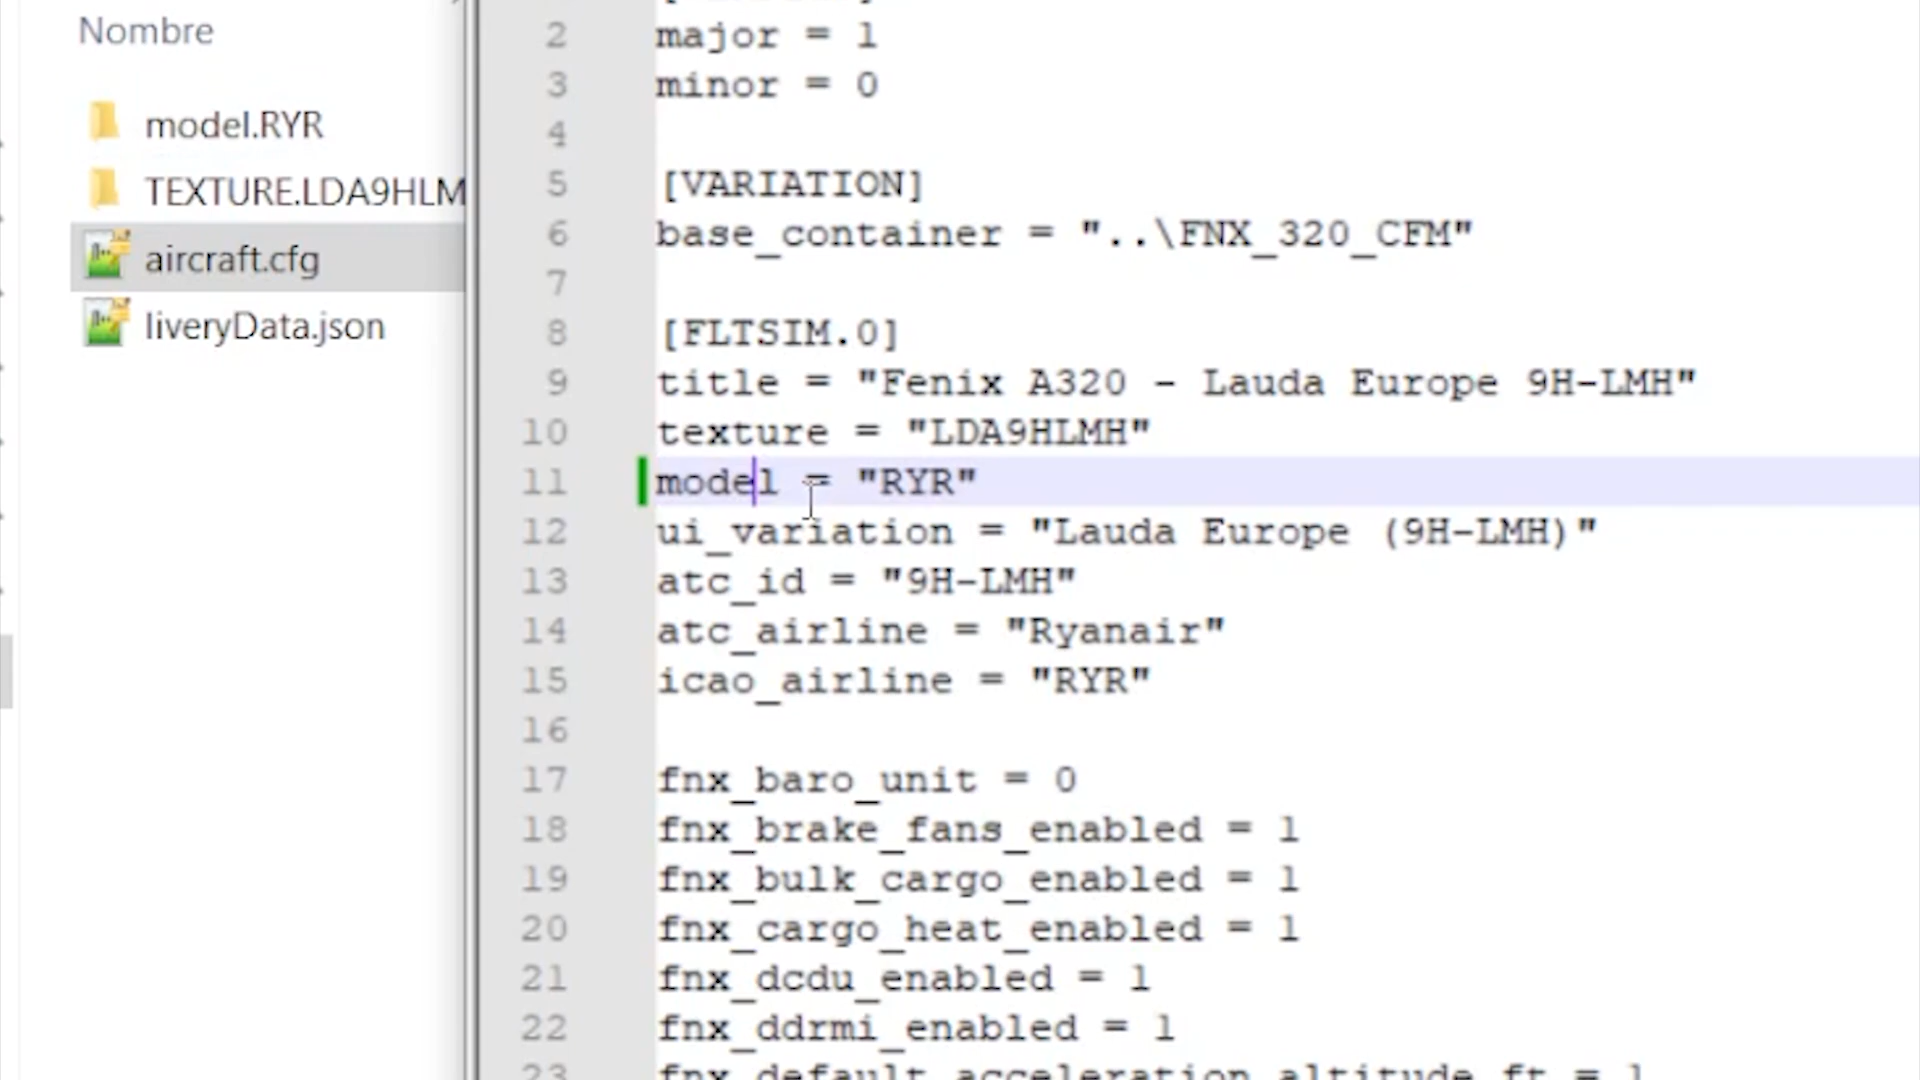 Nombre
model.RYR
TEXTURE.LDA9HLM
aircraft.cfg
liveryData.json
2 major = 1
3 minor = 0
4
5 [VARIATION]
6 base_container = "..\FNX_320_CFM"
7
8 [FLTSIM.0]
9 title = "Fenix A320 - Lauda Europe 9H-LMH"
10 texture = "LDA9HLMH"
11 model = "RYR"
12 ui_variation = "Lauda Europe (9H-LMH)"
13 atc_id = "9H-LMH"
14 atc_airline = "Ryanair"
15 icao_airline = "RYR"
16
17 fnx_baro_unit = 0
18 fnx_brake_fans_enabled = 1
19 fnx_bulk_cargo_enabled = 1
20 fnx_cargo_heat_enabled = 1
21 fnx_dcdu_enabled = 1
22 fnx_ddrmi_enabled = 1
23 fnx_default_acceleration_altitude_ft = 1